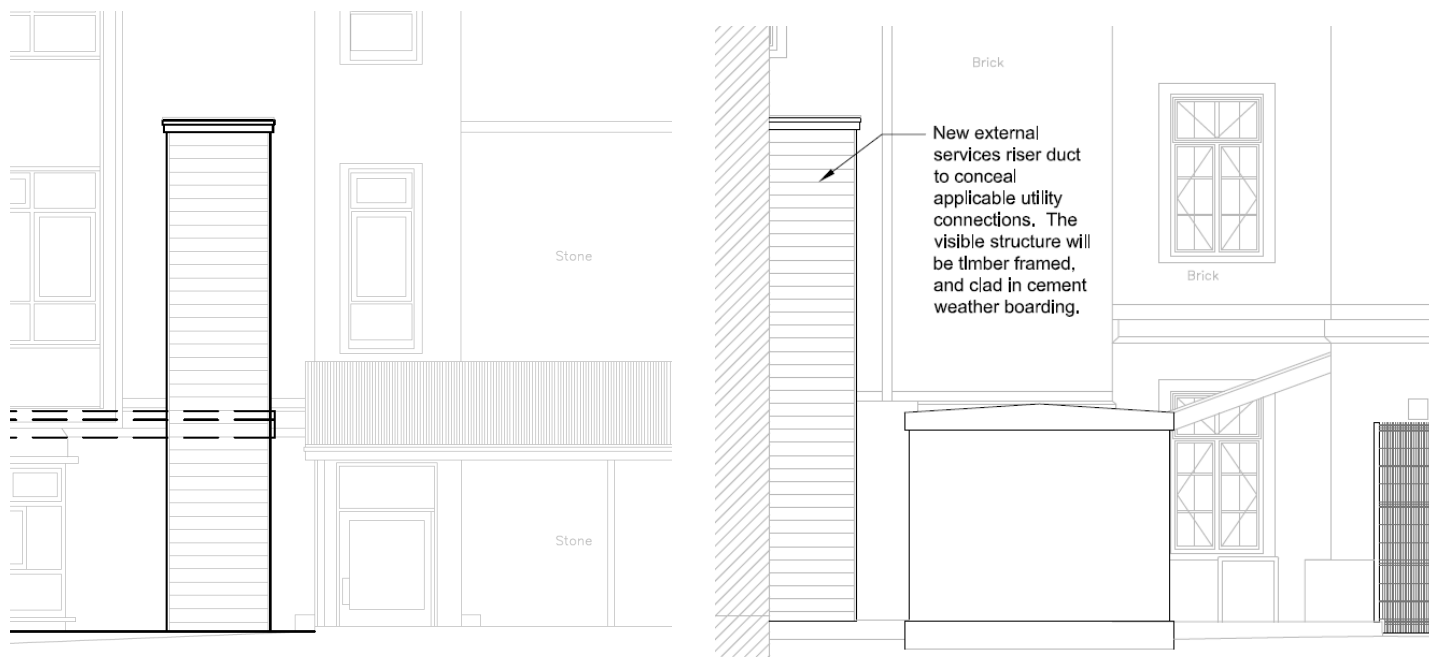 Stone
Stone
Brick
New external
services riser duct
to conceal
applicable utility
connections. The
visible structure will
be timber framed,
and clad in cement
weather boarding.
Brick